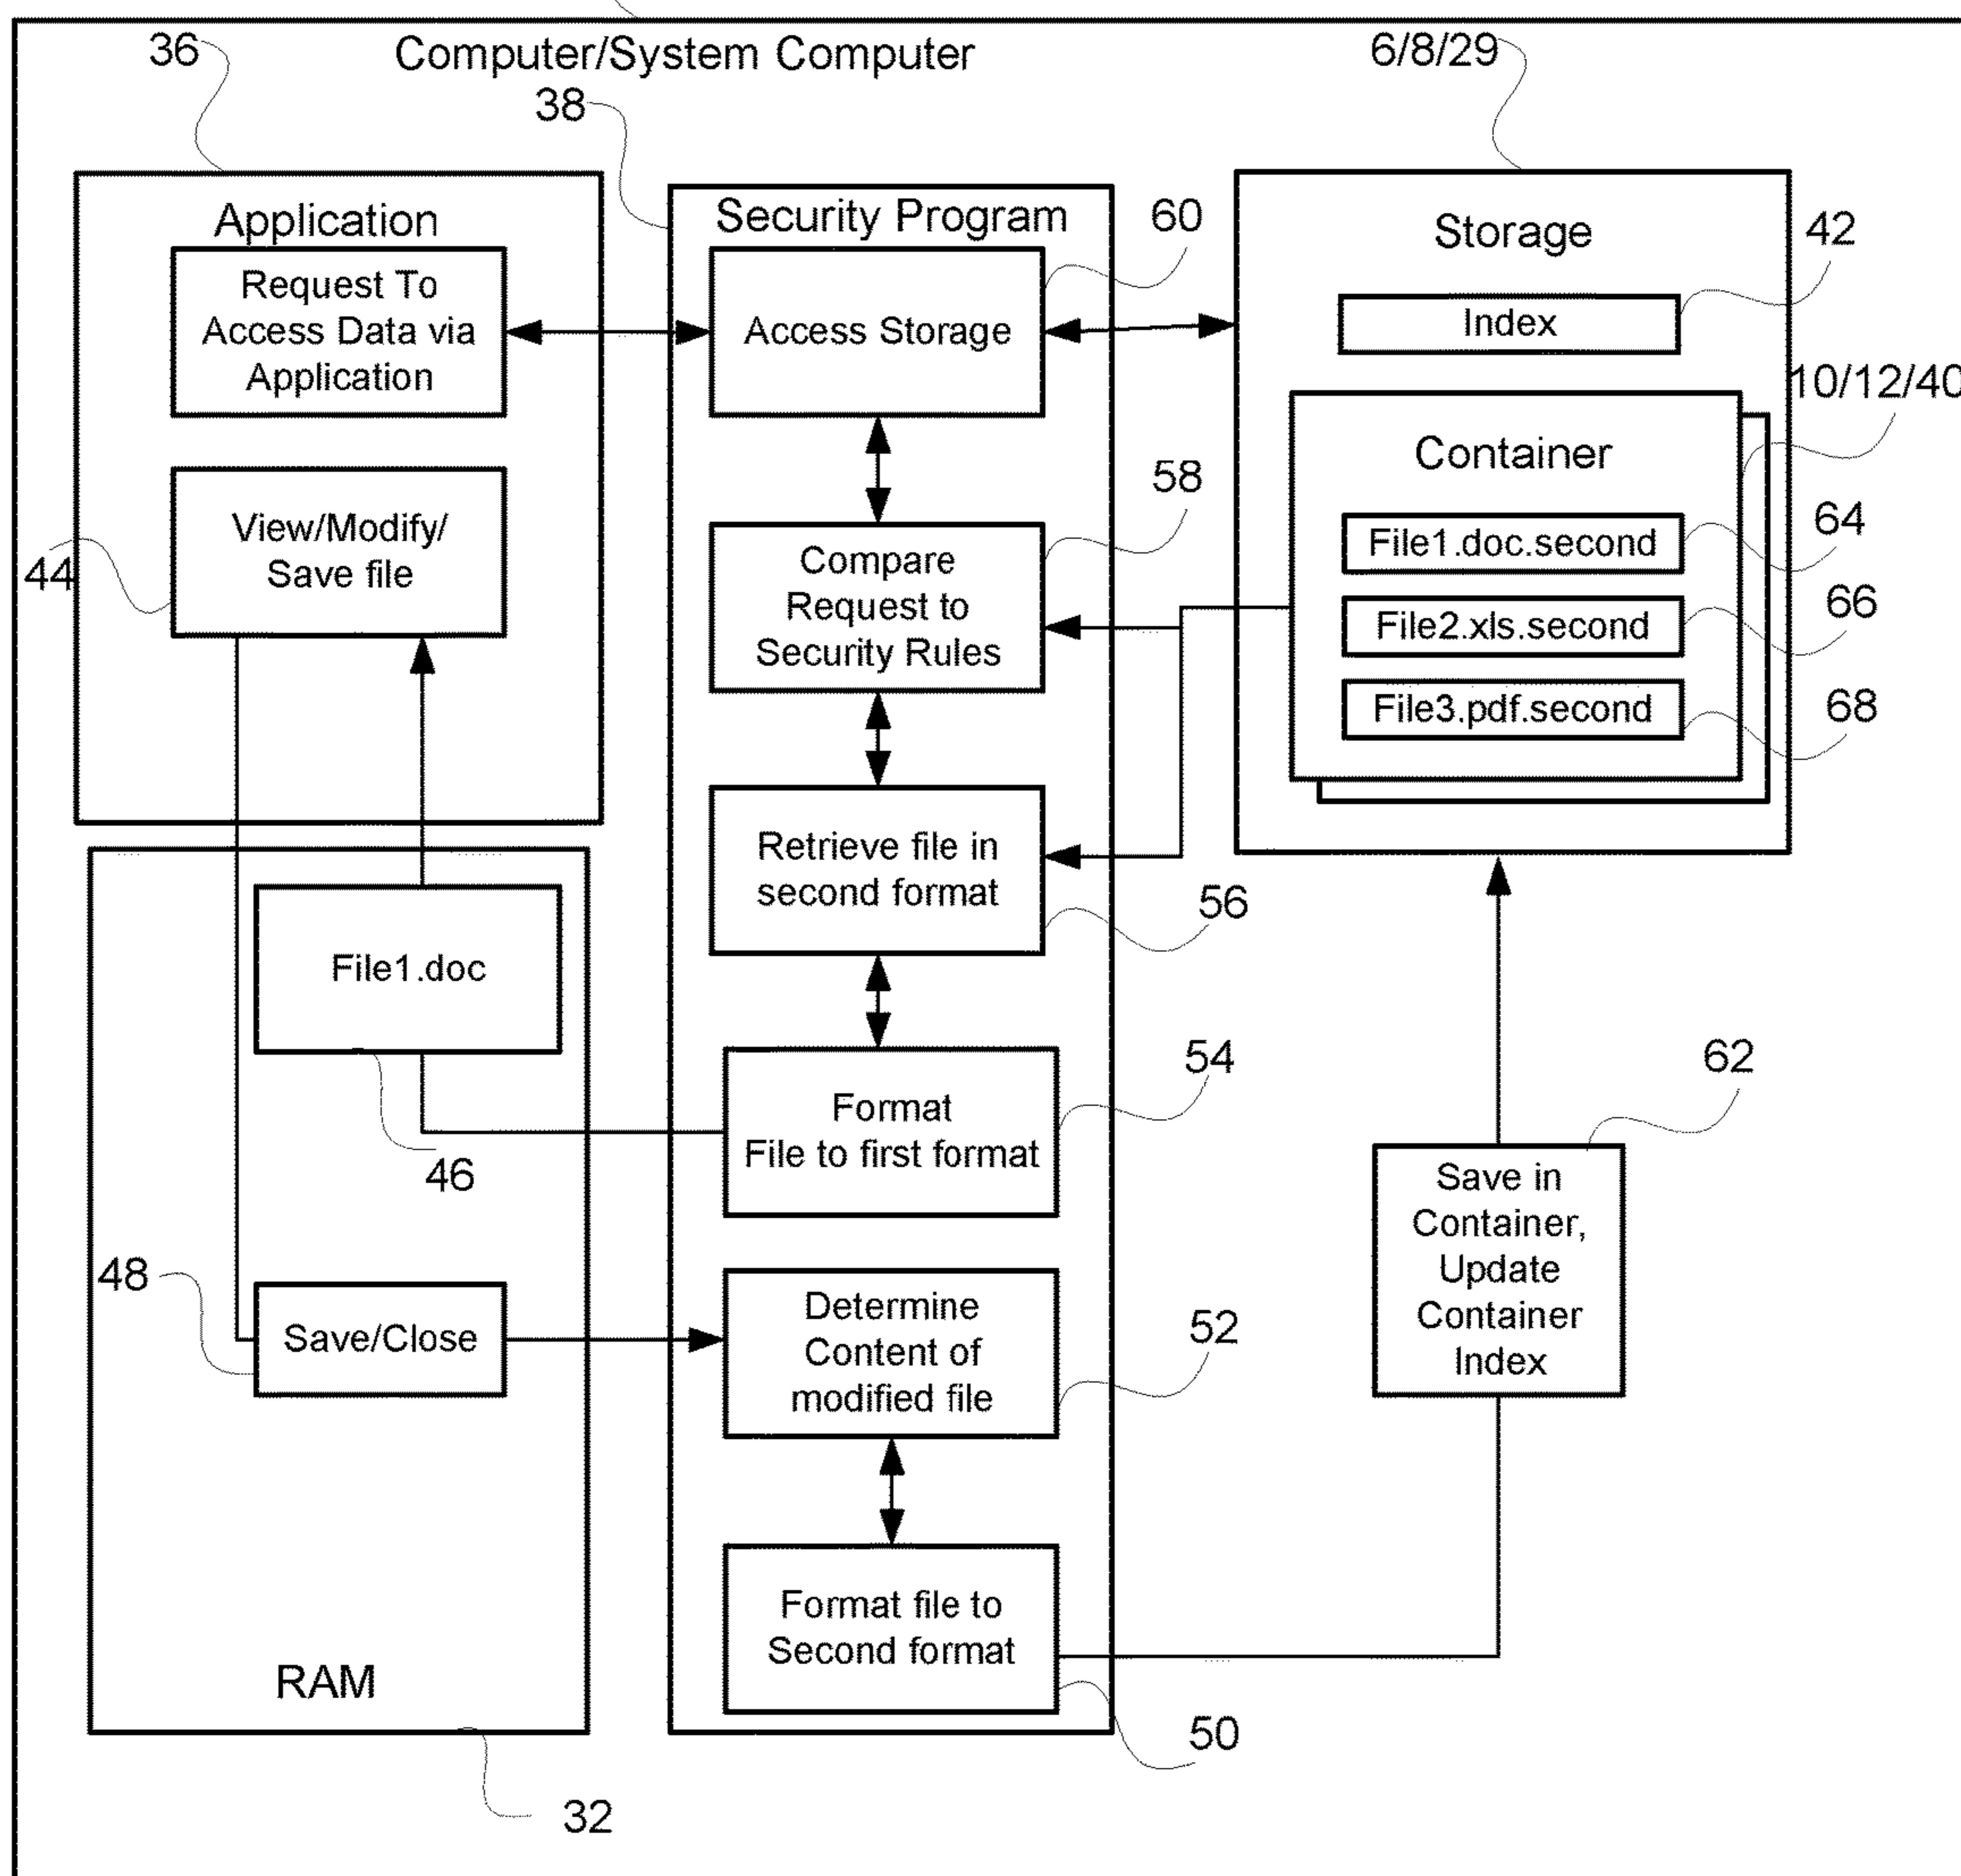 Computer/System Computer
36
38
6/8/29
Application
Request To
Access Data via
Application
View/Modify/
Save file
44
Security Program
60
Access Storage
58
Compare
Request to
Security Rules
Retrieve file in
second format
56
Format
File to first format
54
Determine
Content of
modified file
52
Format file to
Second format
50
Storage
42
Index
10/12/40
Container
File1.doc.second
64
File2.xls.second
66
File3.pdf.second
68
File1.doc
46
48
Save/Close
RAM
32
62
Save in
Container,
Update
Container
Index